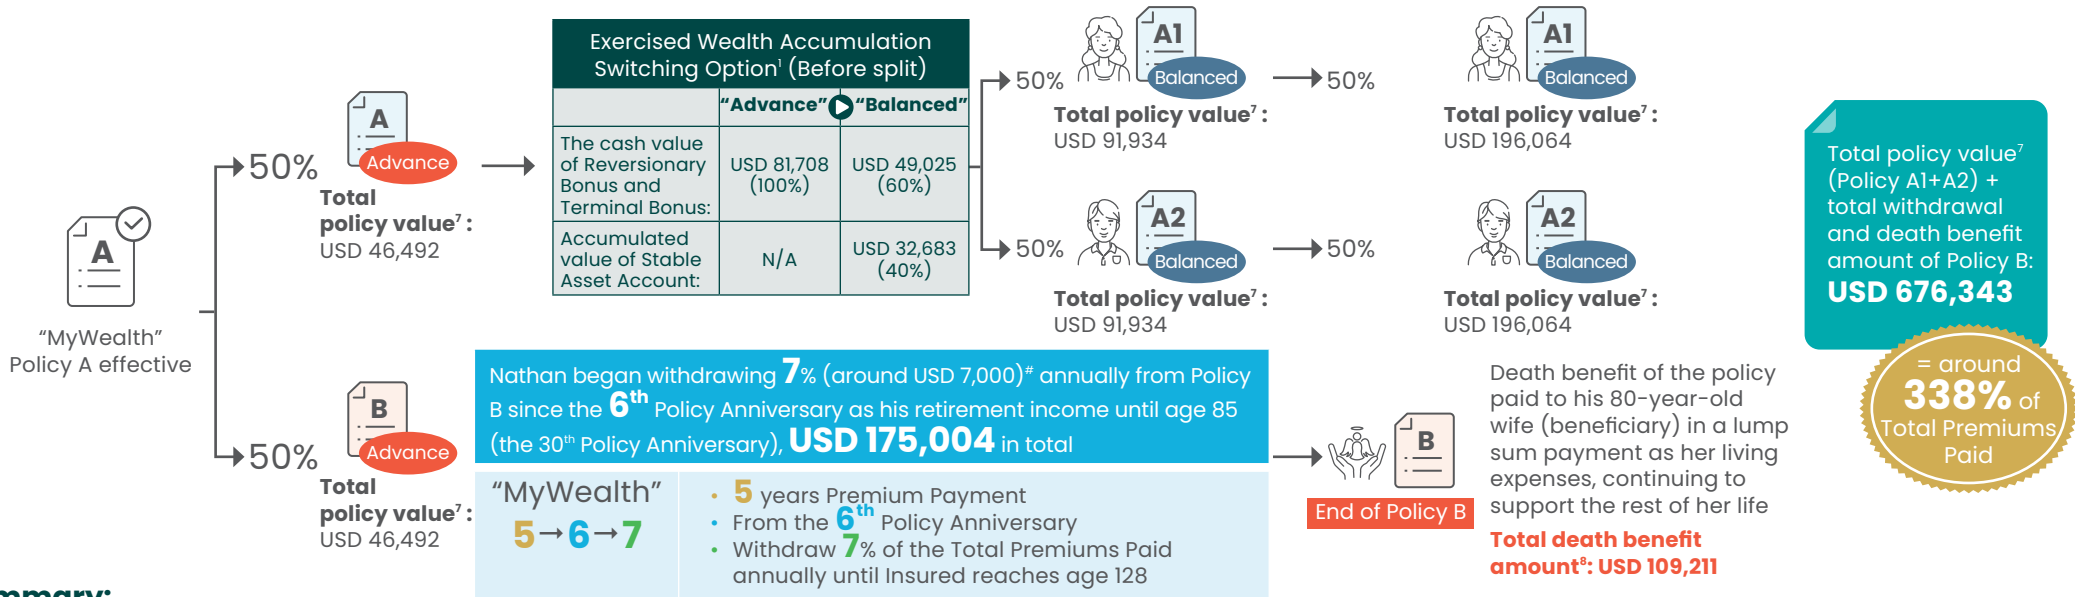 A
“MyWealth”
Policy A effective
50%
A
Advance
Total
policy value⁷ :
USD 46,492
50%
B
Advance
Total
policy value⁷ :
USD 46,492
Exercised Wealth Accumulation
Switching Option¹ (Before split)
“Advance” “Balanced”
The cash value
of Reversionary
Bonus and
Terminal Bonus:
USD 81,708
(100%)
USD 49,025
(60%)
Accumulated
value of Stable
Asset Account:
N/A
USD 32,683
(40%)
50%
A1
Balanced
Total policy value⁷ :
USD 91,934
50%
A1
Balanced
Total policy value⁷ :
USD 196,064
50%
A2
Balanced
Total policy value⁷ :
USD 91,934
50%
A2
Balanced
Total policy value⁷ :
USD 196,064
Nathan began withdrawing 7% (around USD 7,000)# annually from Policy
B since the 6th Policy Anniversary as his retirement income until age 85
(the 30th Policy Anniversary), USD 175,004 in total
“MyWealth”
5→6→7
• 5 years Premium Payment
• From the 6th Policy Anniversary
• Withdraw 7% of the Total Premiums Paid
annually until Insured reaches age 128
B
End of Policy B
Death benefit of the policy
paid to his 80-year-old
wife (beneficiary) in a lump
sum payment as her living
expenses, continuing to
support the rest of her life
Total death benefit
amount⁸: USD 109,211
Total policy value⁷
(Policy A1+A2) +
total withdrawal
and death benefit
amount of Policy B:
USD 676,343
= around
338% of
Total Premiums
Paid